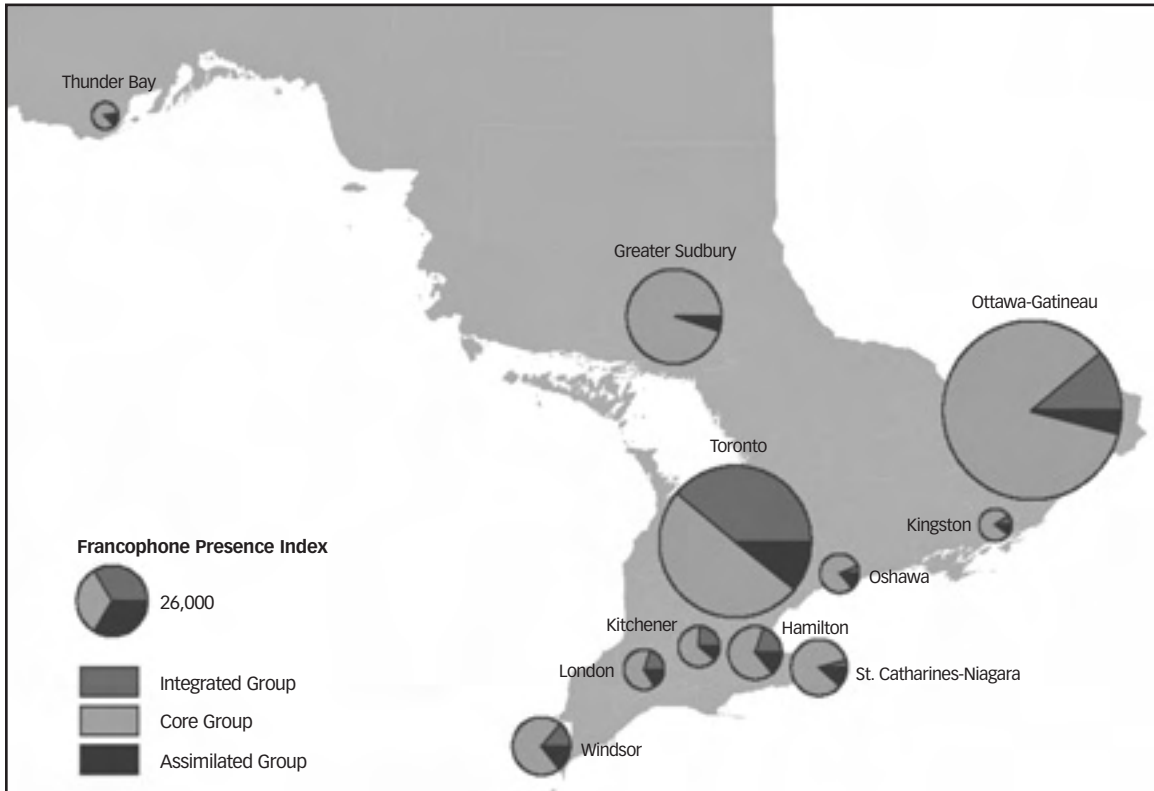 Thunder Bay
Greater Sudbury
Ottawa-Gatineau
Toronto
Kingston
Oshawa
Kitchener
Hamilton
London
St. Catharines-Niagara
Windsor
Francophone Presence Index
26,000
Integrated Group
Core Group
Assimilated Group